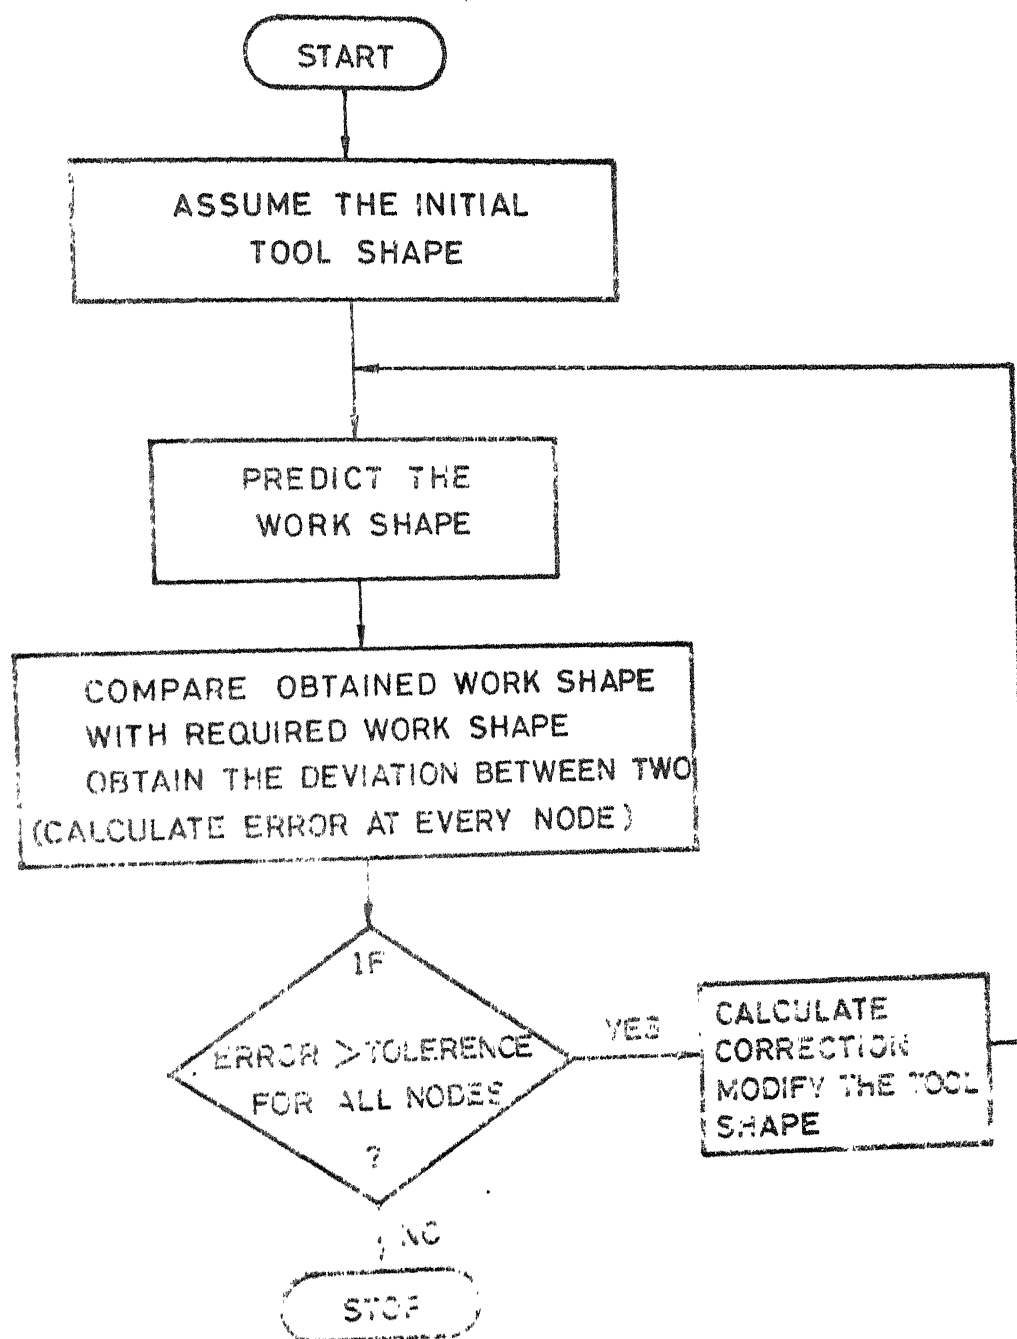 START
ASSUME THE INITIAL
TOOL SHAPE
PREDICT THE
WORK SHAPE
COMPARE OBTAINED WORK SHAPE
WITH REQUIRED WORK SHAPE
OBTAIN THE DEVIATION BETWEEN TWO
(CALCULATE ERROR AT EVERY NODE)
IF
ERROR > TOLERENCE
FOR ALL NODES
?
YES
CALCULATE
CORRECTION
MODIFY THE TOOL
SHAPE
NO
STOP